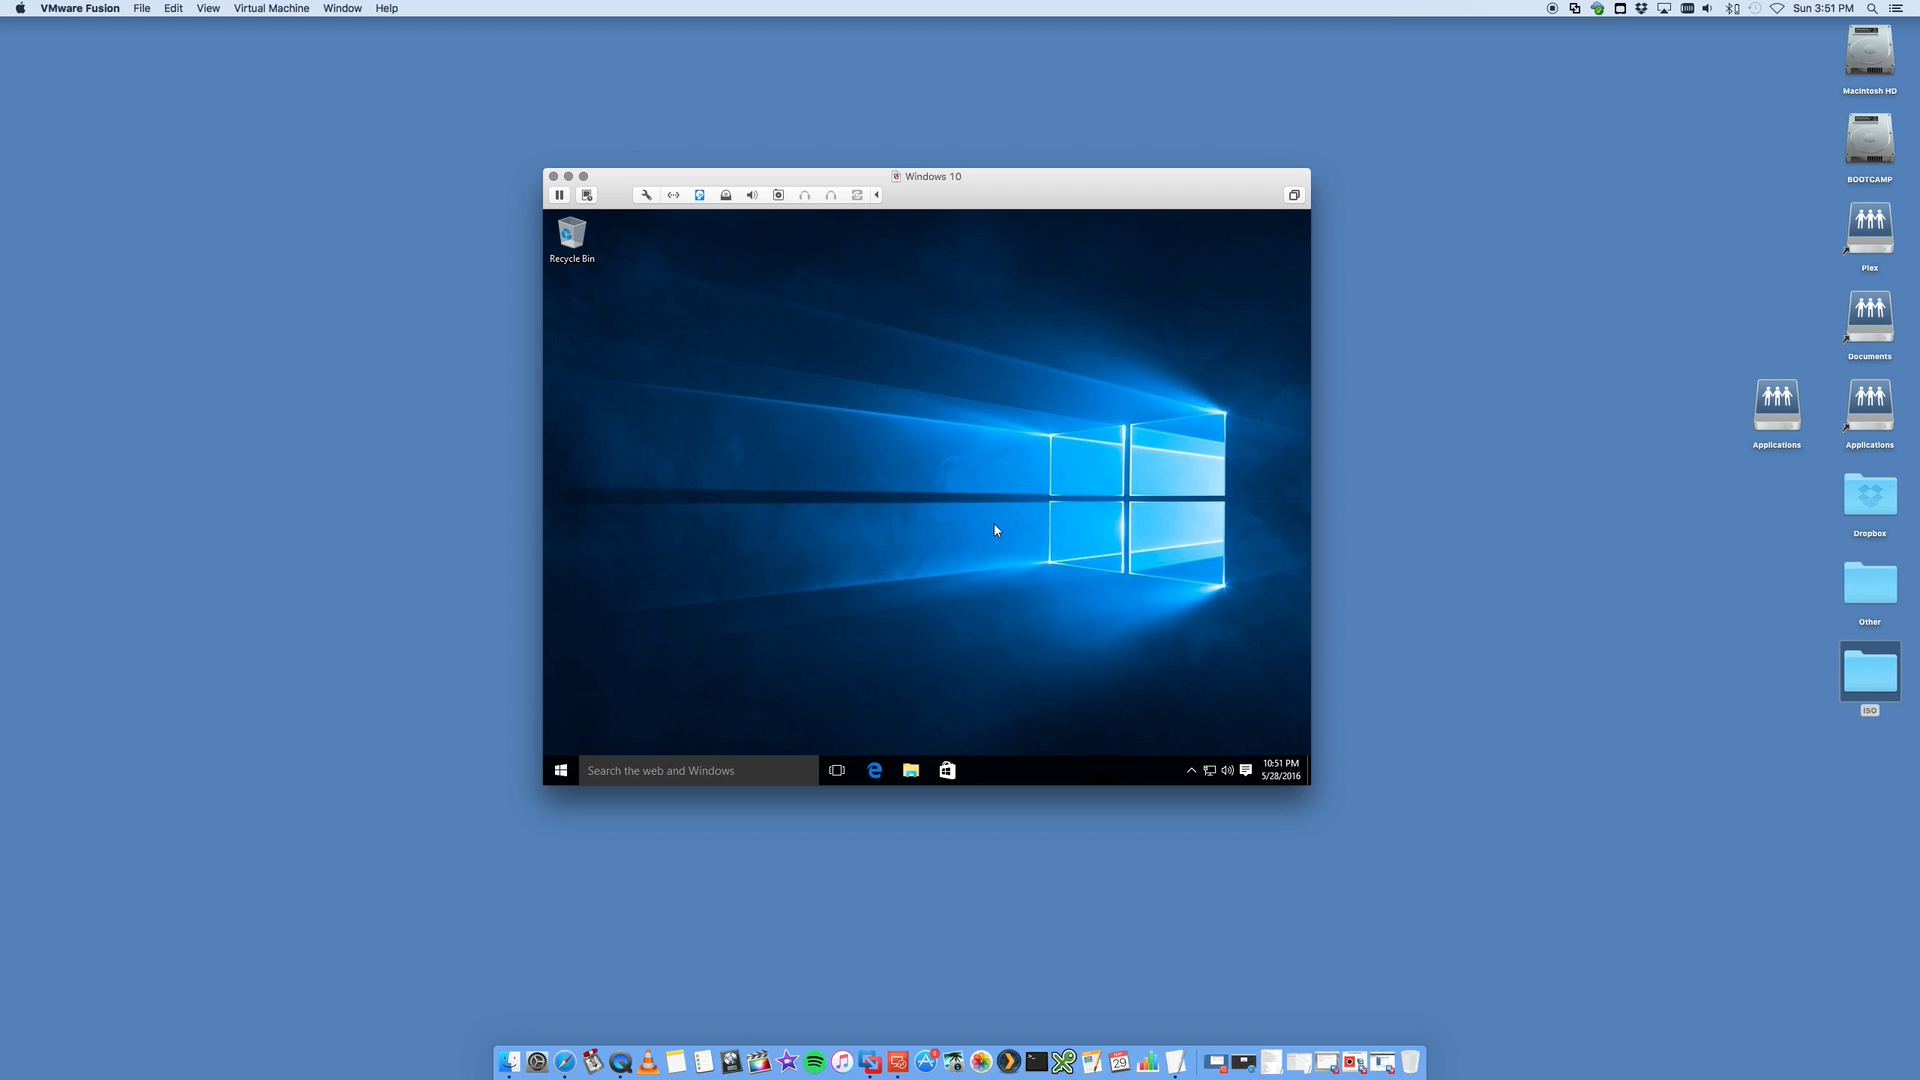 VMware Fusion File Edit View Virtual Machine Window Help
Sun 3:51 PM
Macintosh HD
BOOTCAMP
Plex
Documents
Applications
Applications
Dropbox
Other
ISO
Windows 10
Recycle Bin
Search the web and Windows
10:51 PM
5/28/2016
29